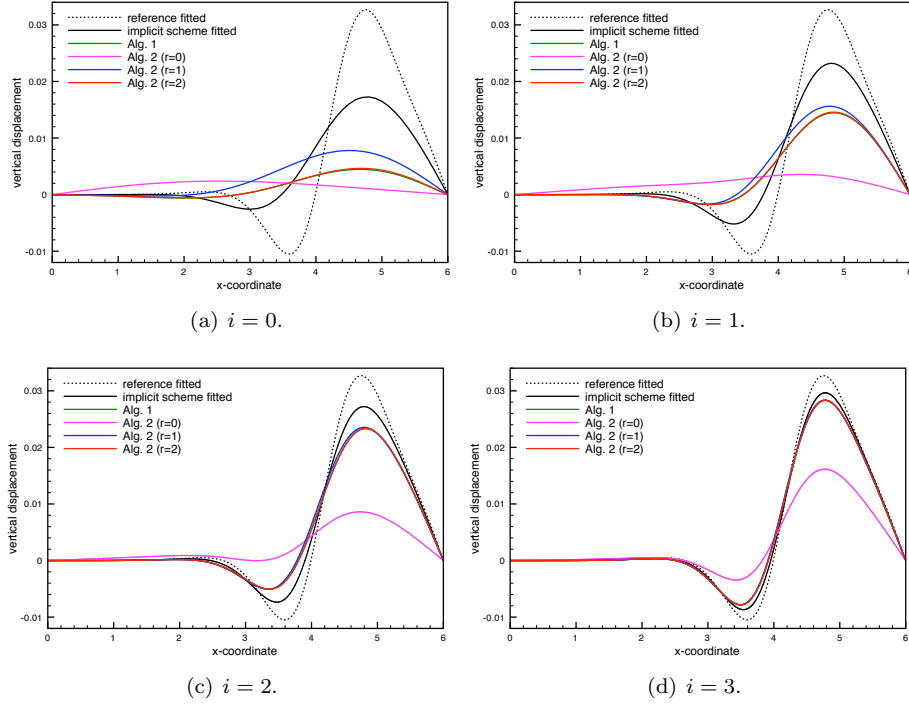 0.03
0.02
0.01
0
-0.01
vertical displacement
reference fitted
implicit scheme fitted
Alg. 1
Alg. 2 (r=0)
Alg. 2 (r=1)
Alg. 2 (r=2)
0 1 2 3 4 5 6
x-coordinate
(a) i = 0.
0.03
0.02
0.01
0
-0.01
vertical displacement
reference fitted
implicit scheme fitted
Alg. 1
Alg. 2 (r=0)
Alg. 2 (r=1)
Alg. 2 (r=2)
0 1 2 3 4 5 6
x-coordinate
(b) i = 1.
0.03
0.02
0.01
0
-0.01
vertical displacement
reference fitted
implicit scheme fitted
Alg. 1
Alg. 2 (r=0)
Alg. 2 (r=1)
Alg. 2 (r=2)
0 1 2 3 4 5 6
x-coordinate
(c) i = 2.
0.03
0.02
0.01
0
-0.01
vertical displacement
reference fitted
implicit scheme fitted
Alg. 1
Alg. 2 (r=0)
Alg. 2 (r=1)
Alg. 2 (r=2)
0 1 2 3 4 5 6
x-coordinate
(d) i = 3.